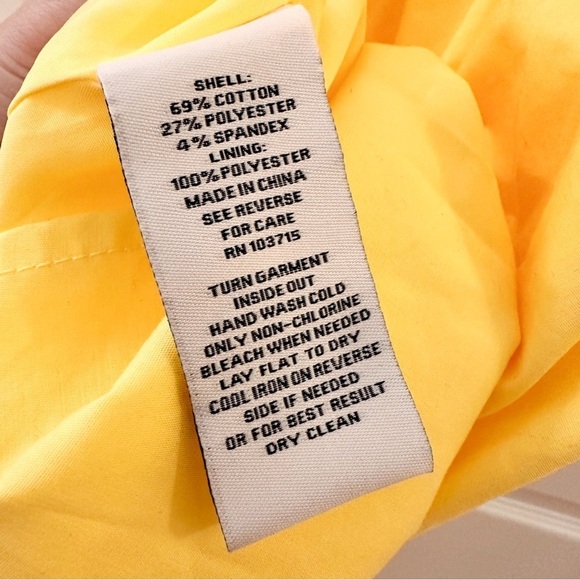 SHELL:
69% COTTON
27% POLYESTER
4% SPANDEX
LINING:
100% POLYESTER
MADE IN CHINA
SEE REVERSE
FOR CARE
RN 103715
TURN GARMENT
INSIDE OUT
HAND WASH COLD
ONLY NON-CHLORINE
BLEACH WHEN NEEDED
LAY FLAT TO DRY
COOL IRON ON REVERSE
SIDE IF NEEDED
OR FOR BEST RESULT
DRY CLEAN